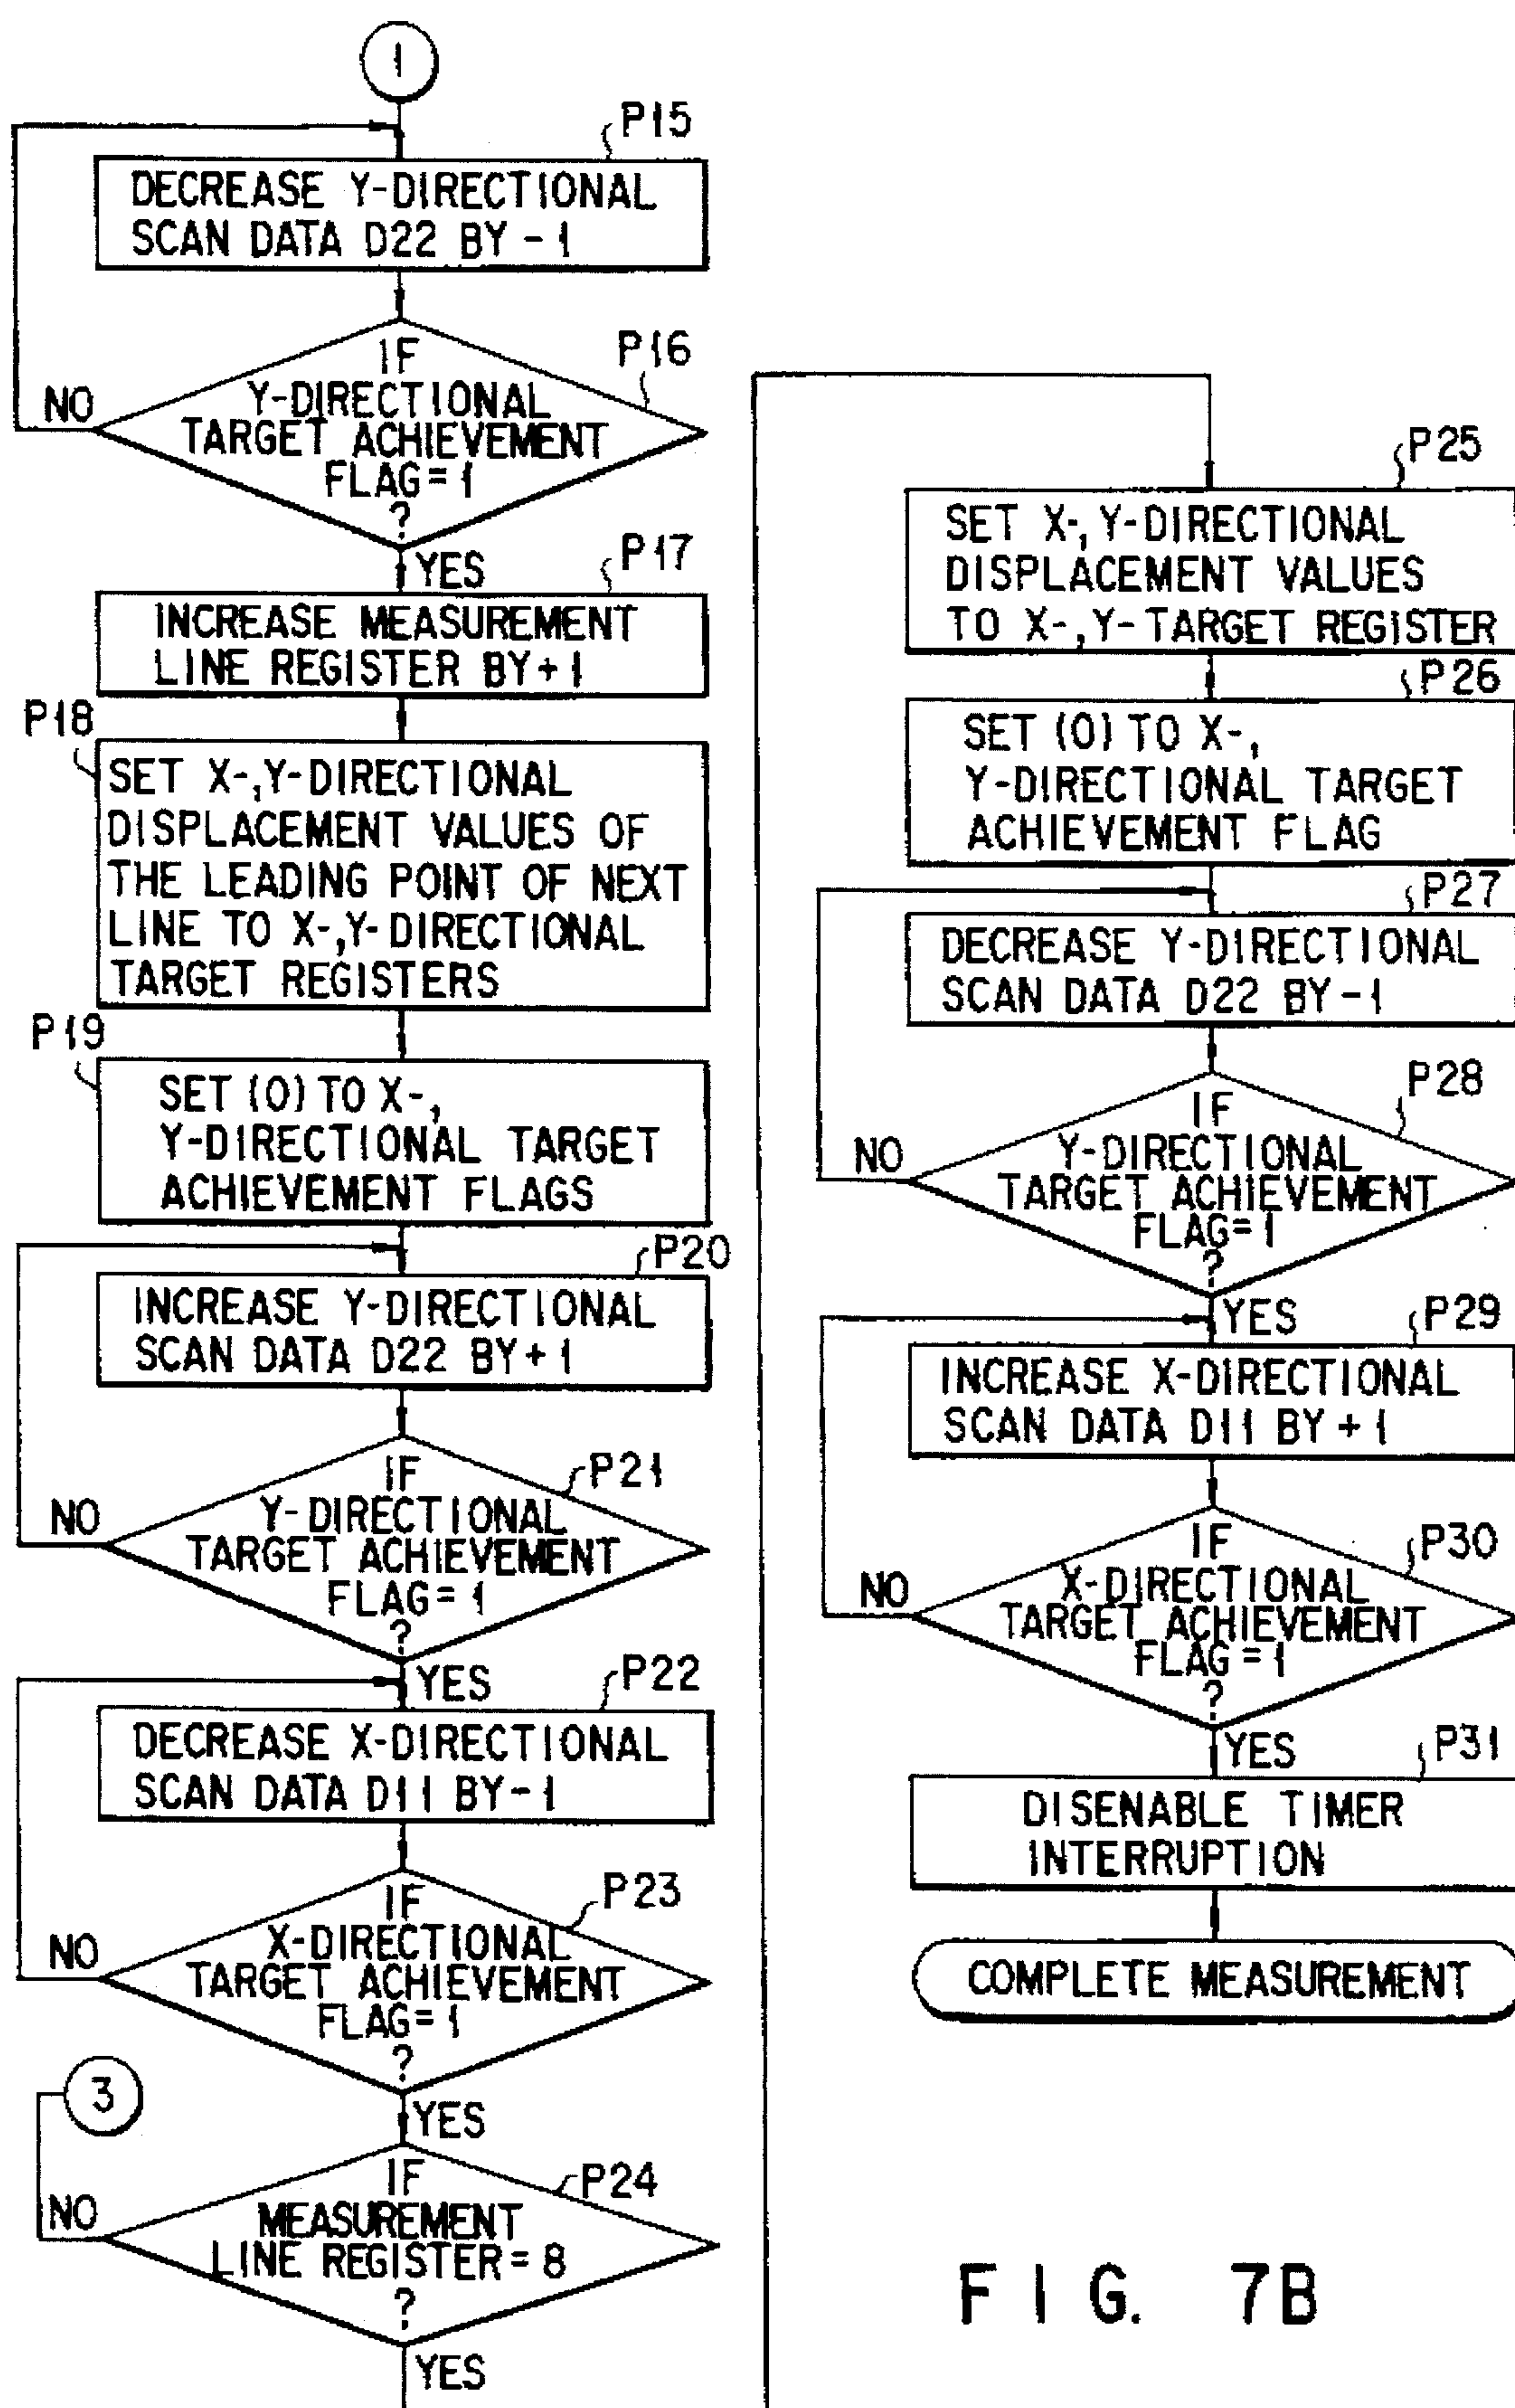 1
P15
DECREASE Y-DIRECTIONAL
SCAN DATA D22 BY -1
P16
IF
Y-DIRECTIONAL
TARGET ACHIEVEMENT
FLAG=1
?
NO
YES
P17
INCREASE MEASUREMENT
LINE REGISTER BY+1
P18
SET X-,Y-DIRECTIONAL
DISPLACEMENT VALUES OF
THE LEADING POINT OF NEXT
LINE TO X-,Y-DIRECTIONAL
TARGET REGISTERS
P19
SET (0) TO X-,
Y-DIRECTIONAL TARGET
ACHIEVEMENT FLAGS
P20
INCREASE Y-DIRECTIONAL
SCAN DATA D22 BY+1
P21
IF
Y-DIRECTIONAL
TARGET ACHIEVEMENT
FLAG=1
?
NO
YES
P22
DECREASE X-DIRECTIONAL
SCAN DATA D11 BY-1
P23
IF
X-DIRECTIONAL
TARGET ACHIEVEMENT
FLAG=1
?
NO
YES
3
P24
IF
MEASUREMENT
LINE REGISTER=8
?
NO
YES
P25
SET X-,Y-DIRECTIONAL
DISPLACEMENT VALUES
TO X-,Y-TARGET REGISTER
P26
SET (0) TO X-,
Y-DIRECTIONAL TARGET
ACHIEVEMENT FLAG
P27
DECREASE Y-DIRECTIONAL
SCAN DATA D22 BY-1
P28
IF
Y-DIRECTIONAL
TARGET ACHIEVEMENT
FLAG=1
?
NO
YES
P29
INCREASE X-DIRECTIONAL
SCAN DATA D11 BY+1
P30
IF
X-DIRECTIONAL
TARGET ACHIEVEMENT
FLAG=1
?
NO
YES
P31
DISENABLE TIMER
INTERRUPTION
COMPLETE MEASUREMENT
FIG. 7B